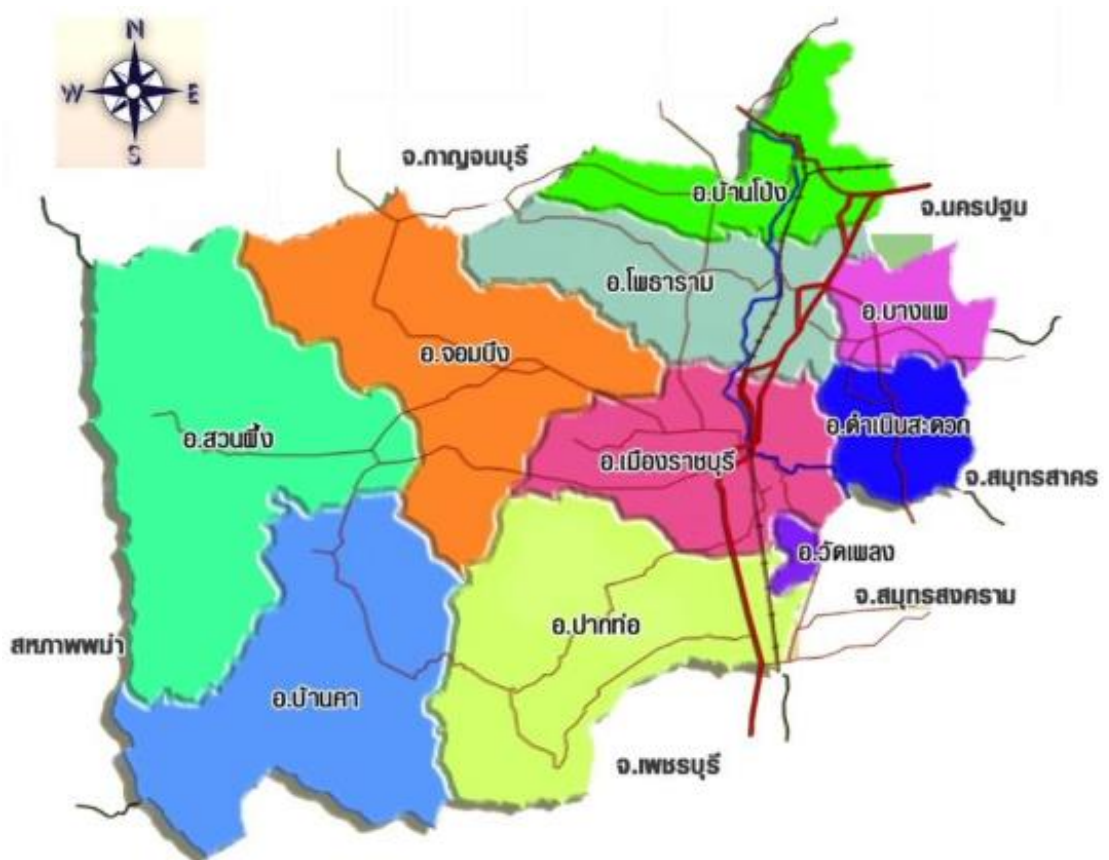 N
W E
S
จ.กาญจนบุรี
อ.บ้านโป่ง
จ.นครปฐม
อ.โพธาราม
อ.บางแพ
อ.จอมบึง
อ.สวนผึ้ง
อ.เมืองราชบุรี
อ.ดำเนินสะดวก
จ.สมุทรสาคร
อ.วัดเพลง
จ.สมุทรสงคราม
อ.ปากท่อ
สหภาพพม่า
อ.บ้านคา
จ.เพชรบุรี